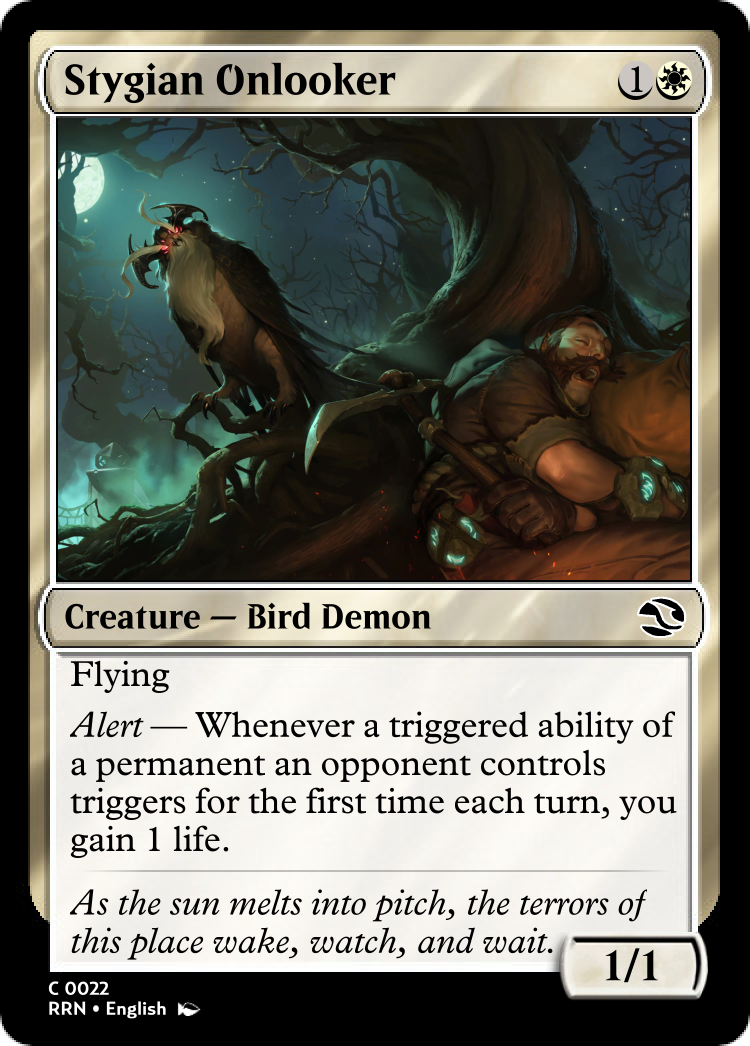 Stygian Onlooker 1
Creature — Bird Demon
Flying
Alert — Whenever a triggered ability of
a permanent an opponent controls
triggers for the first time each turn, you
gain 1 life.
As the sun melts into pitch, the terrors of
this place wake, watch, and wait.
1/1
C 0022
RRN • English